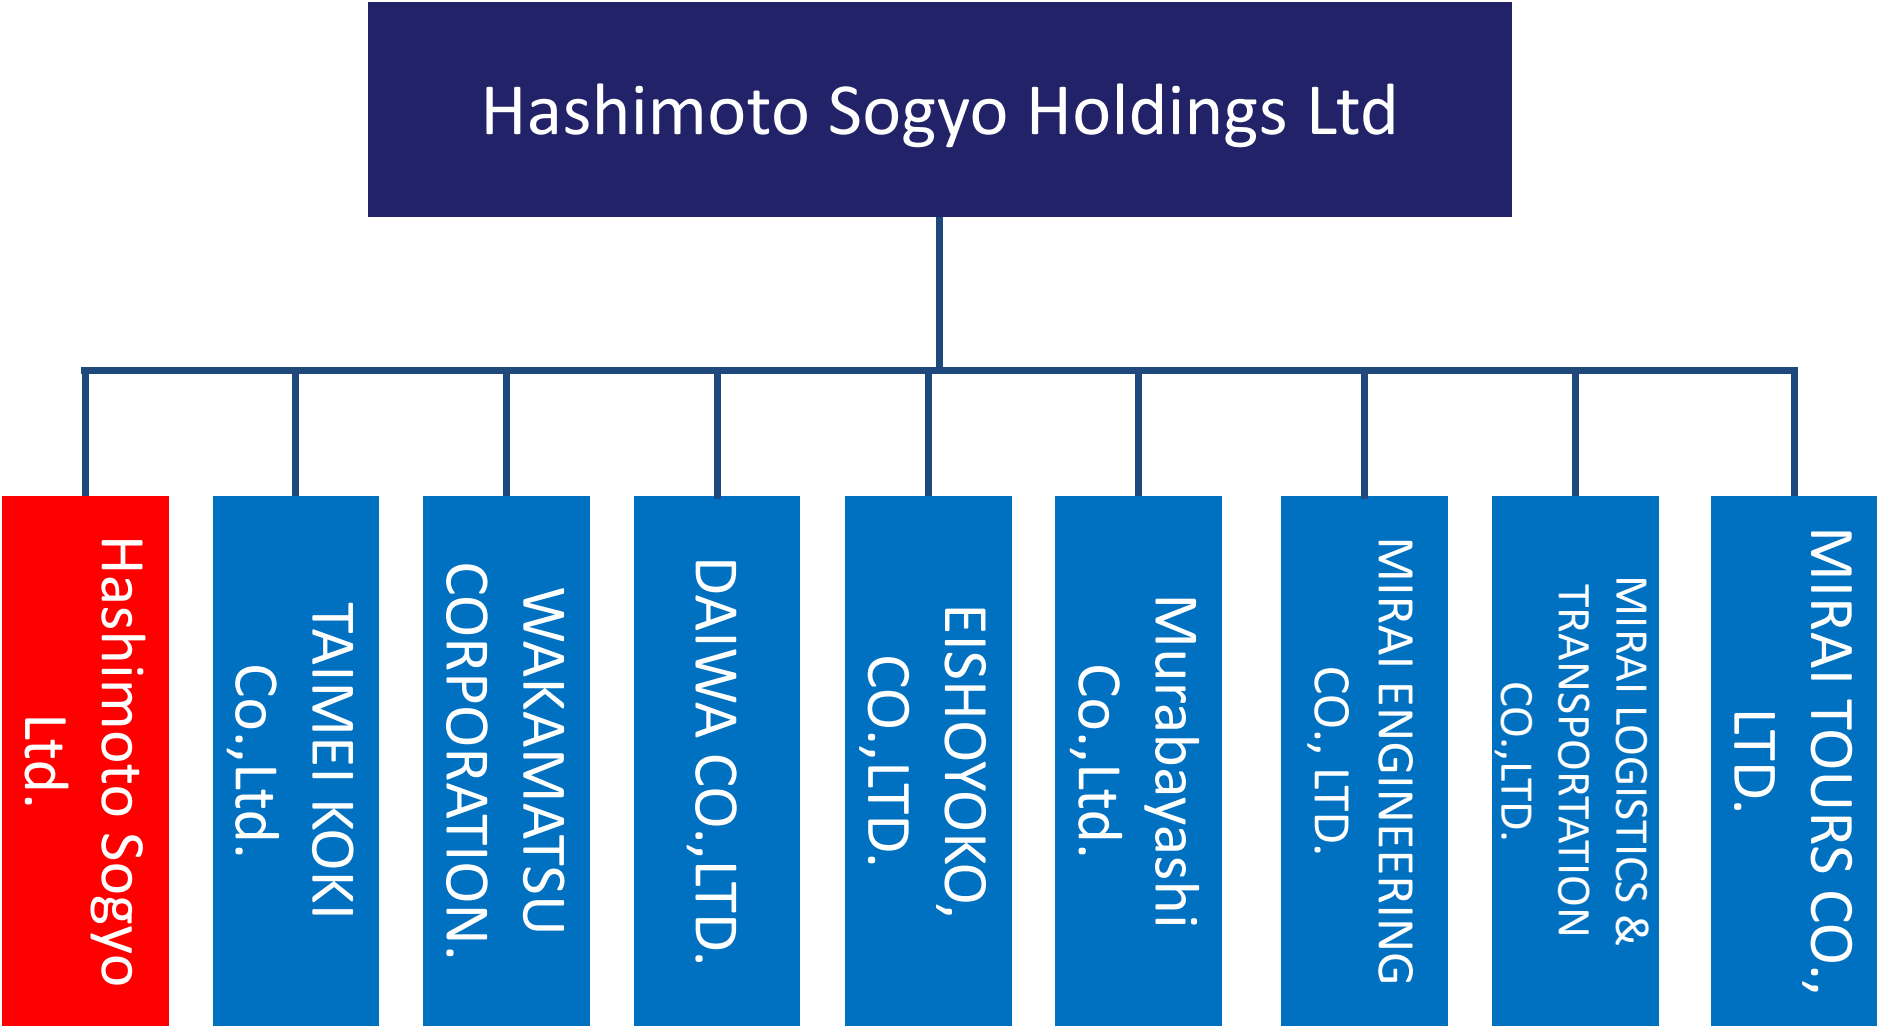 Hashimoto Sogyo Holdings Ltd
Hashimoto Sogyo
Ltd.
TAIMEI KOKI
Co.,Ltd.
WAKAMATSU
CORPORATION.
DAIWA CO.,LTD.
EISHOYOKO,
CO.,LTD.
Murabayashi
Co.,Ltd.
MIRAI ENGINEERING
CO., LTD.
MIRAI LOGISTICS &
TRANSPORTATION
CO.,LTD.
MIRAI TOURS CO.,
LTD.